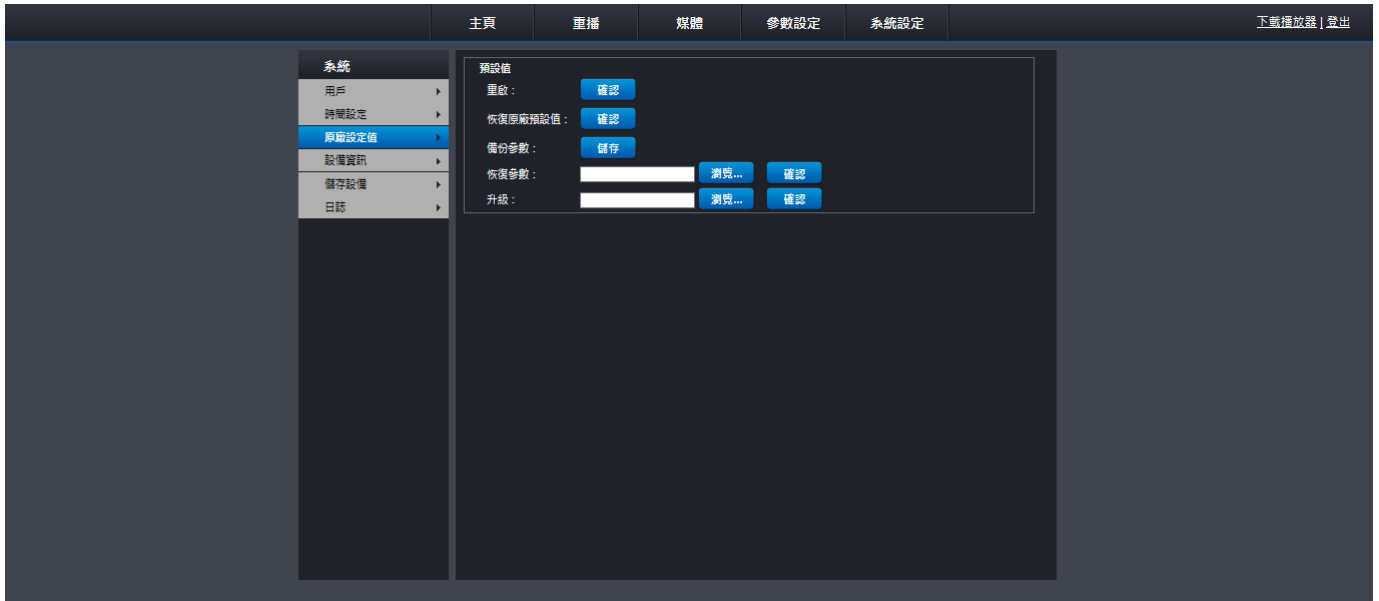 主頁 重播 媒體 參數設定 系統設定 下載播放器 | 登出
系統
用戶
時間設定
原廠設定值
設備資訊
儲存設備
日誌
預設值
重啟： 確認
恢復原廠預設值： 確認
備份參數： 儲存
恢復參數： 瀏覽... 確認
升級： 瀏覽... 確認